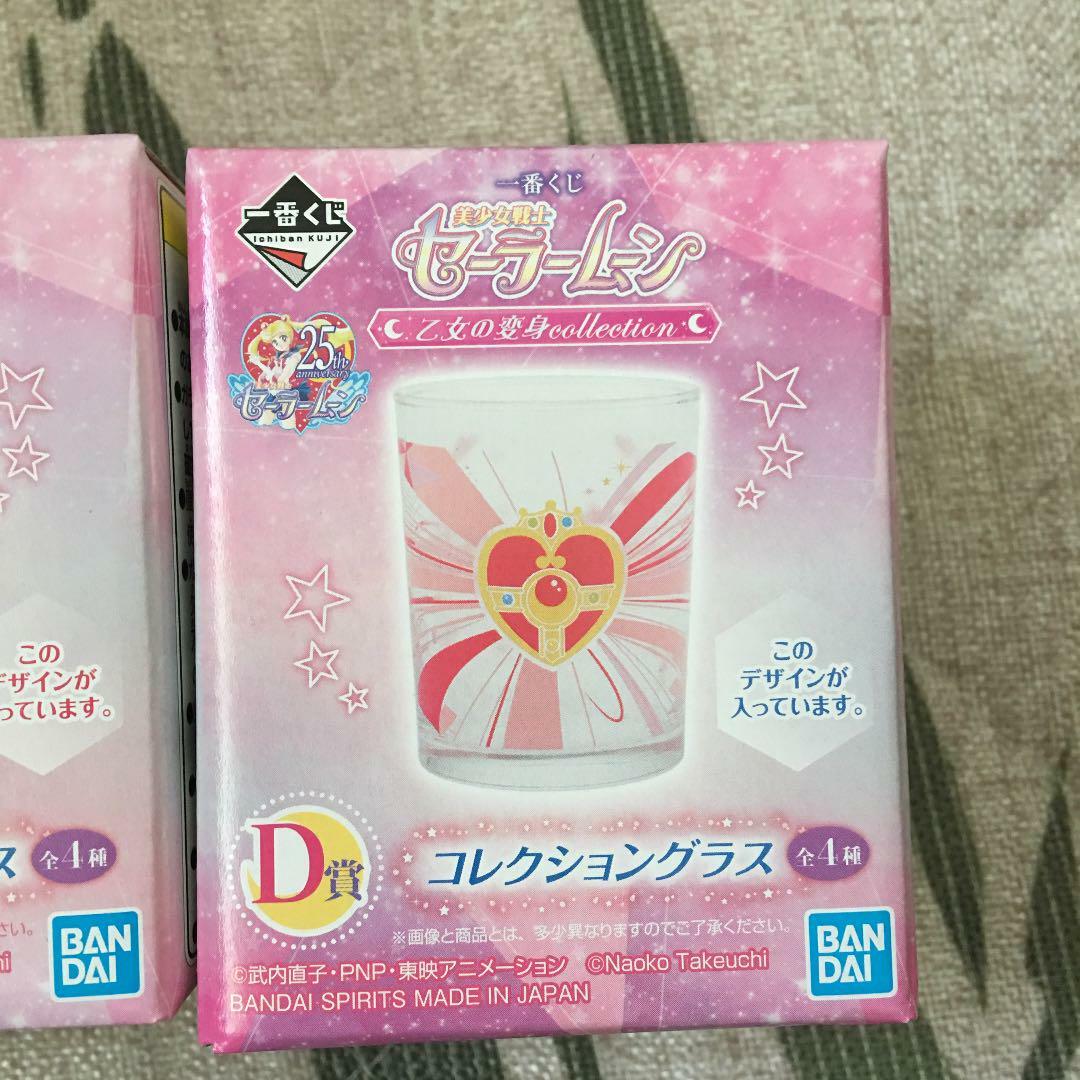 一番くじ
Ichiban KUJI
一番くじ
美少女戦士
セーラームーン
乙女の変身collection
25th
anniversary
セーラームーン
この
デザインが
入っています。
D賞
コレクショングラス 全4種
※画像と商品とは、多少異なりますのでご了承ください。
BAN
DAI
©武内直子・PNP・東映アニメーション ©Naoko Takeuchi
BANDAI SPIRITS MADE IN JAPAN
この
デザインが
っています。
ス 全4種
さい。
BAN
DAI
hi